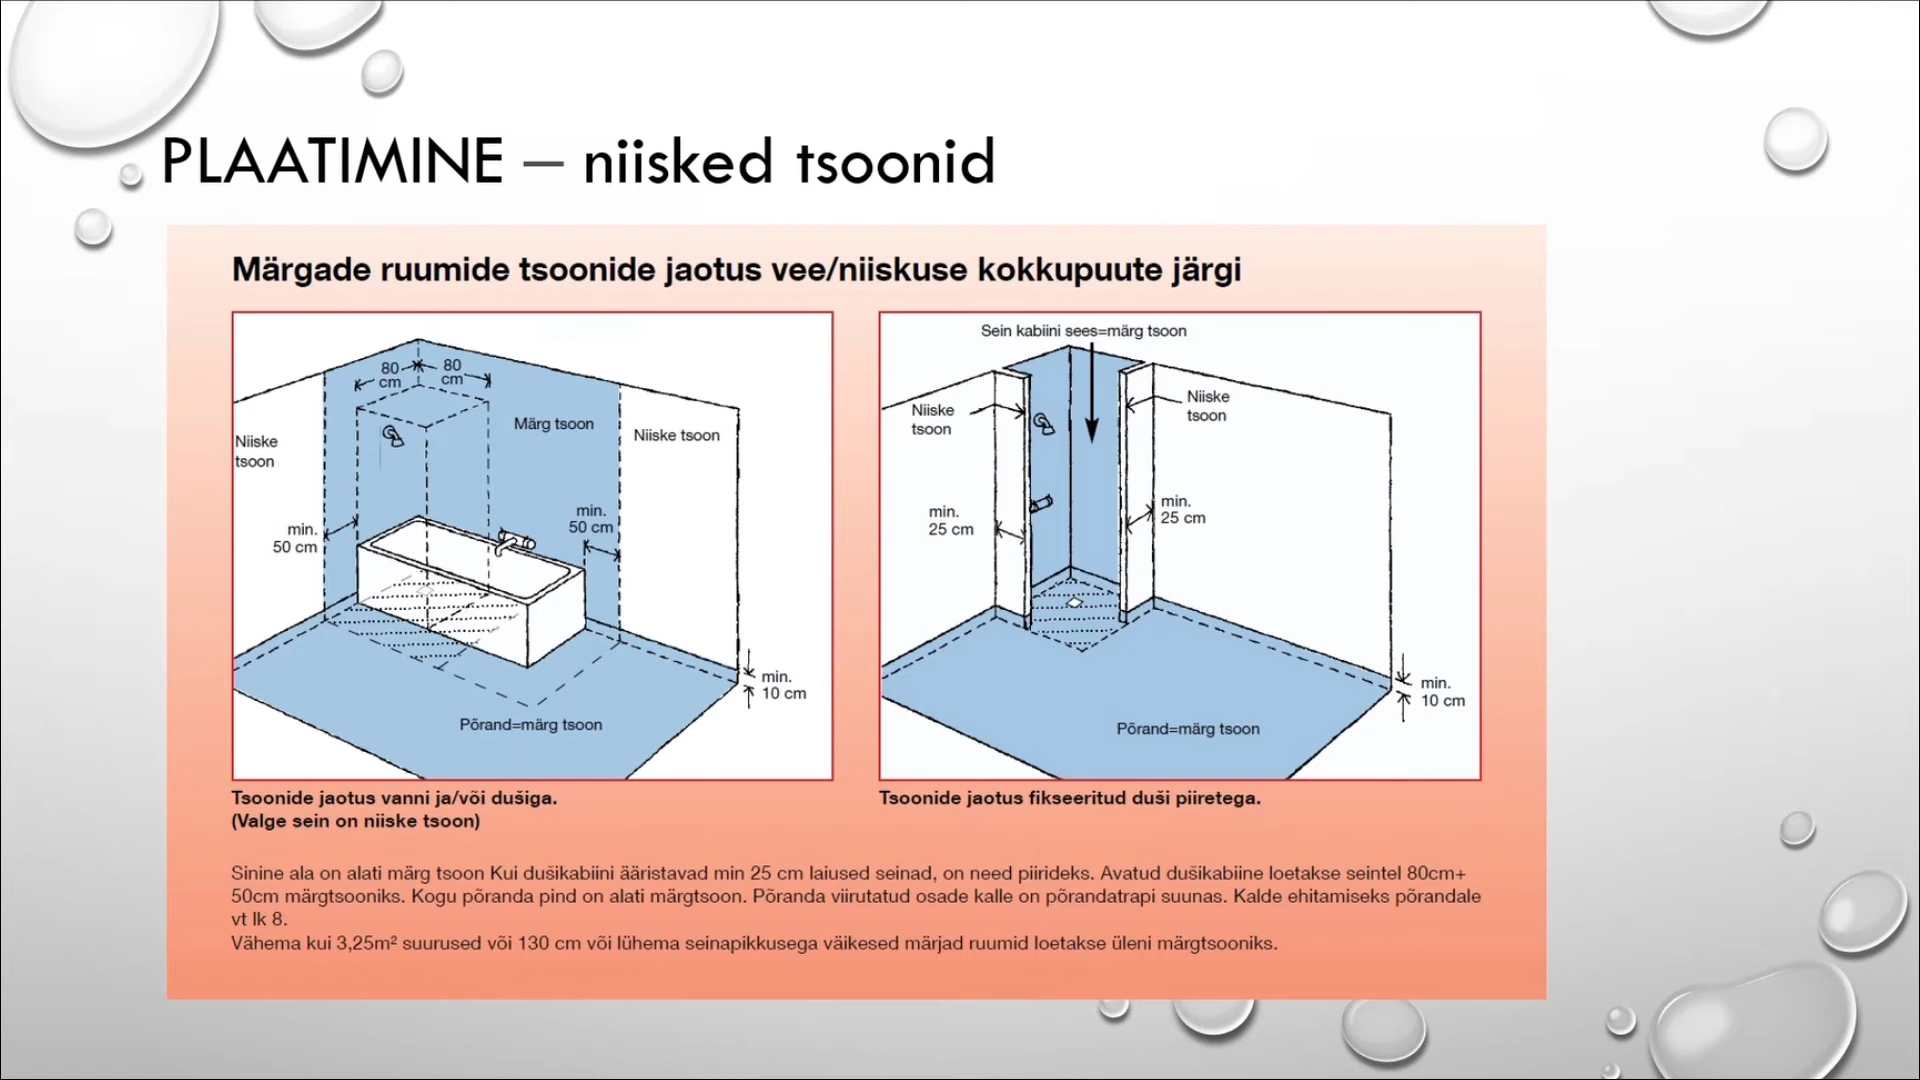 PLAATIMINE – niisked tsoonid
Märgade ruumide tsoonide jaotus vee/niiskuse kokkupuute järgi
80
cm
80
cm
Märg tsoon
Niiske tsoon
Niiske
tsoon
min.
50 cm
min.
50 cm
min.
10 cm
Põrand=märg tsoon
Sein kabiini sees=märg tsoon
Niiske
tsoon
Niiske
tsoon
min.
25 cm
min.
25 cm
min.
10 cm
Põrand=märg tsoon
Tsoonide jaotus vanni ja/või dušiga.
(Valge sein on niiske tsoon)
Tsoonide jaotus fikseeritud duši piiretega.
Sinine ala on alati märg tsoon Kui dušikabiini ääristavad min 25 cm laiused seinad, on need piirideks. Avatud dušikabiine loetakse seintel 80cm+
50cm märgtsooniks. Kogu põranda pind on alati märgtsoon. Põranda viirutatud osade kalle on põrandatrapi suunas. Kalde ehitamiseks põrandale
vt lk 8.
Vähema kui 3,25m² suurused või 130 cm või lühema seinapikkusega väikesed märjad ruumid loetakse üleni märgtsooniks.